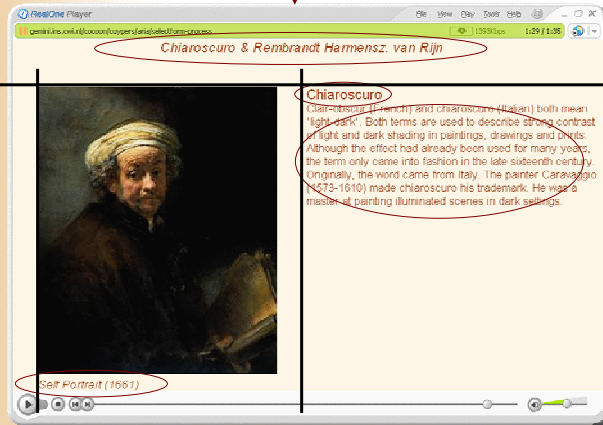 RealOne Player
File View Play Tools Help
1393Kbps 1:29 / 1:35
Chiaroscuro & Rembrandt Harmensz. van Rijn
Chiaroscuro
Clair-obscur (French) and chiaroscuro (Italian) both mean
'light-dark'. Both terms are used to describe strong contrast
of light and dark shading in paintings, drawings and prints.
Although the effect had already been used for many years,
the term only came into fashion in the late sixteenth century.
Originally, the word came from Italy. The painter Caravaggio
(1573-1610) made chiaroscuro his trademark. He was a
master at painting illuminated scenes in dark settings.
Self Portrait (1661)